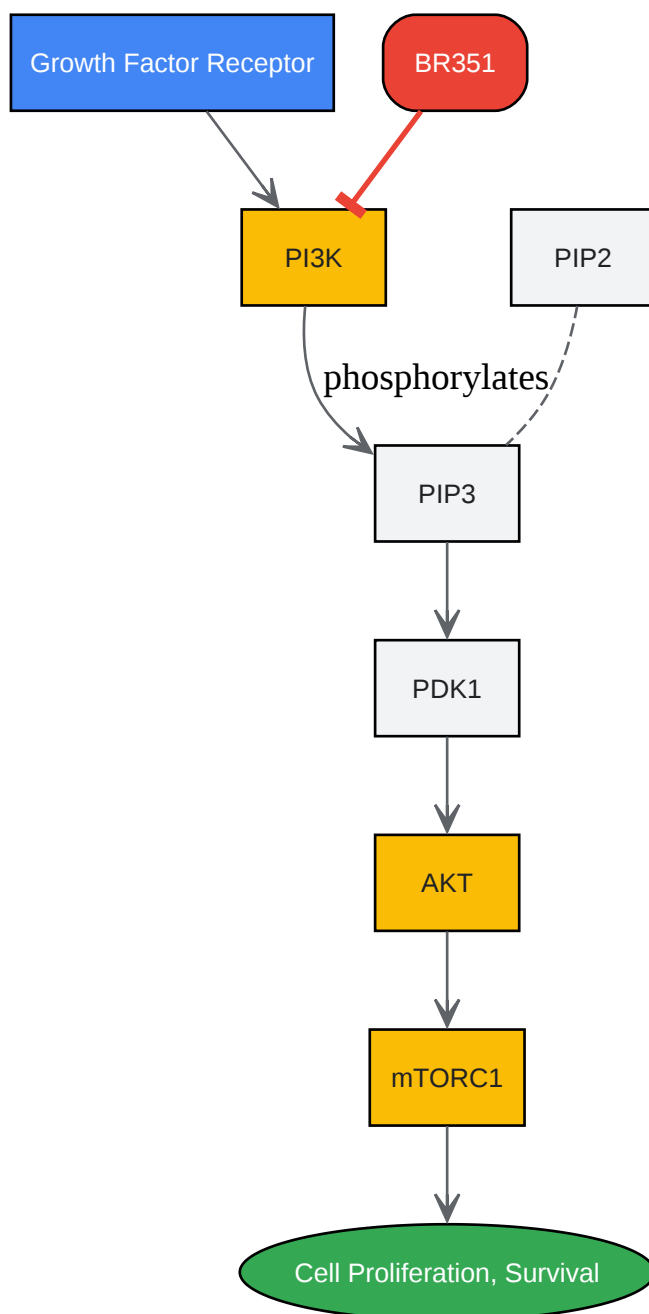 Growth Factor Receptor
BR351
PI3K
PIP2
phosphorylates
PIP3
PDK1
AKT
mTORC1
Cell Proliferation, Survival